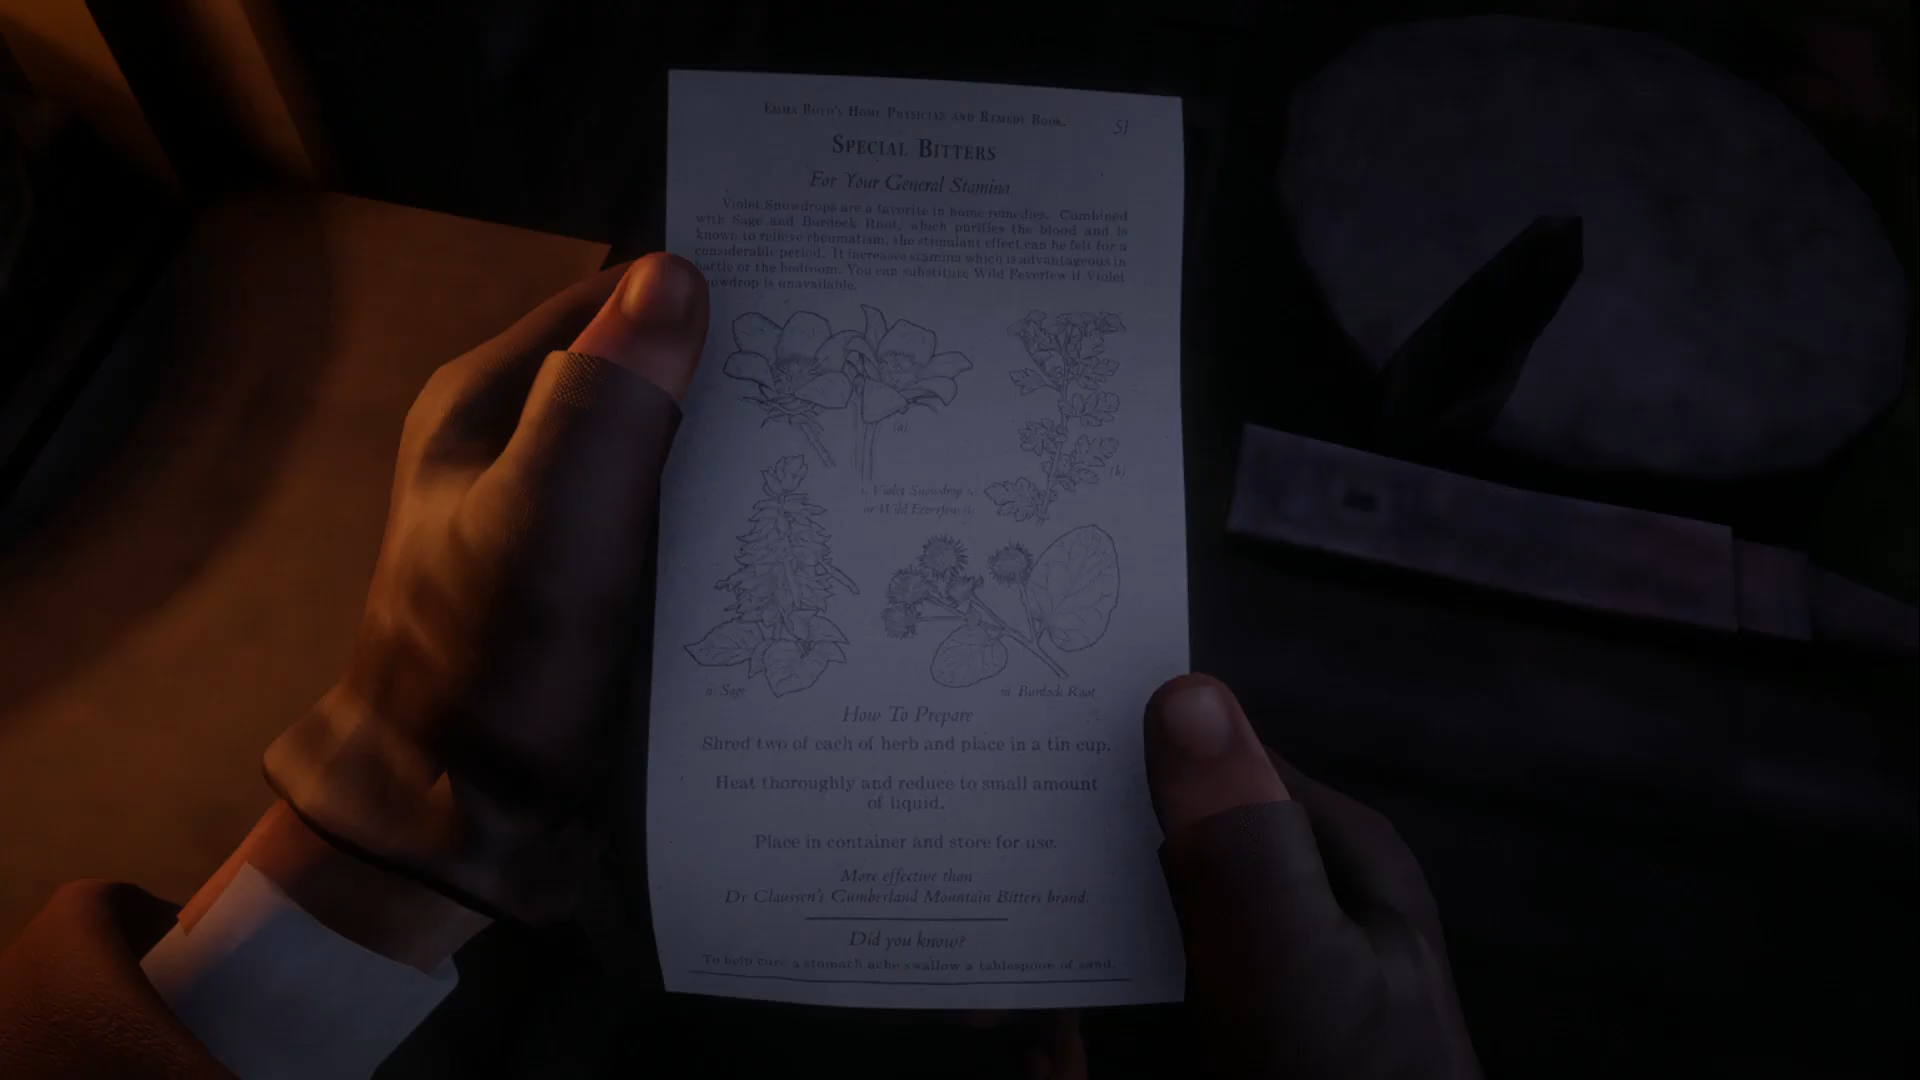 Emma Boyd's Home Physician and Remedy Book.
51
Special Bitters
For Your General Stamina
Violet Snowdrops are a favorite in home remedies. Combined
with Sage and Burdock Root, which purifies the blood and is
known to relieve rheumatism, the stimulant effect can be felt for a
considerable period. It increases stamina which is advantageous in
battle or the bedroom. You can substitute Wild Feverfew if Violet
owdrop is unavailable.
(a)
(b)
i. Violet Snowdrop
or Wild Feverfew
ii. Sage
iii. Burdock Root
How To Prepare
Shred two of each of herb and place in a tin cup.
Heat thoroughly and reduce to small amount
of liquid.
Place in container and store for use.
More effective than
Dr Clausson's Cumberland Mountain Bitters brand.
Did you know?
To help cure a stomach ache swallow a tablespoon of sand.